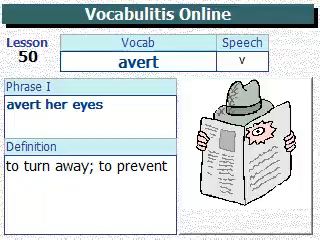 Vocabulitis Online
Lesson
50
Vocab
Speech
avert
v
Phrase I
avert her eyes
Definition
to turn away; to prevent